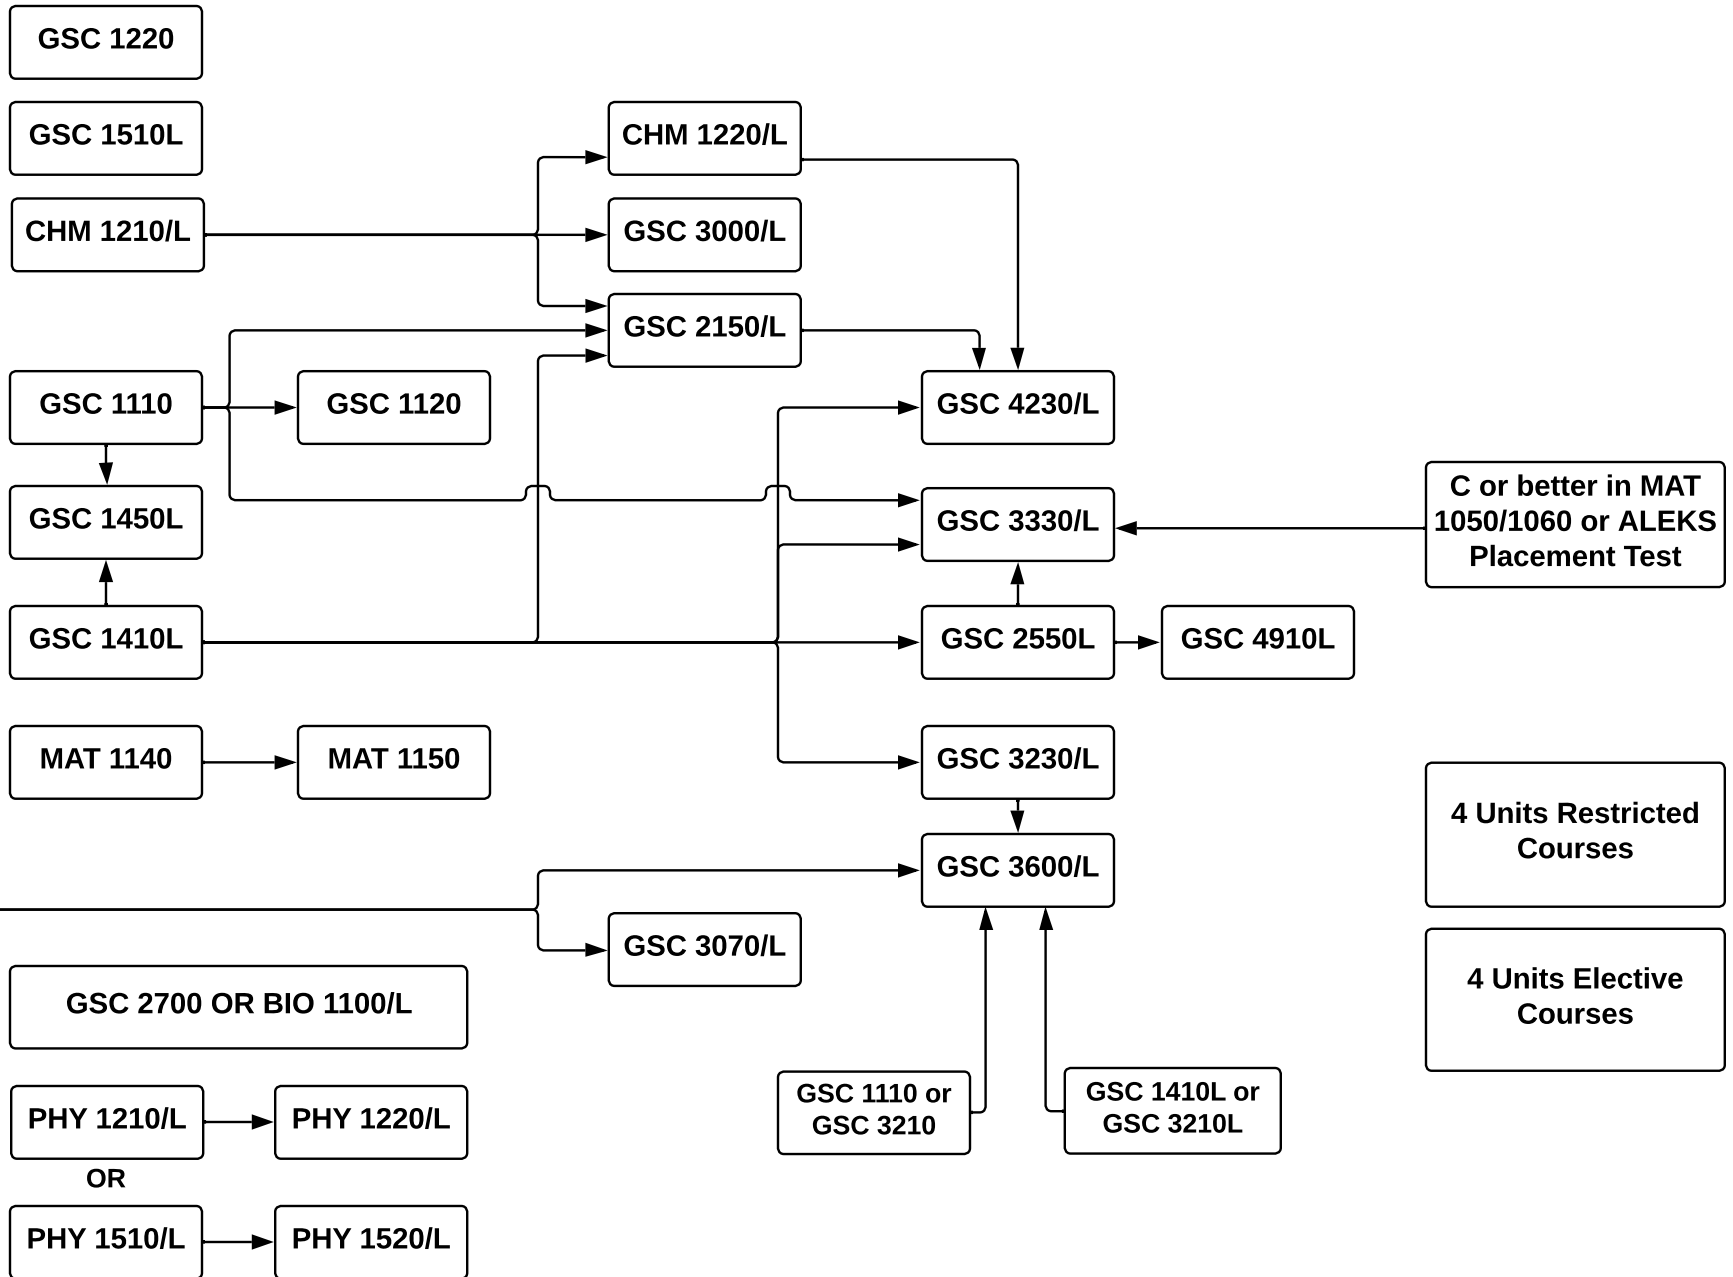 GSC 1220
GSC 1510L
CHM 1220/L
CHM 1210/L
GSC 3000/L
GSC 2150/L
GSC 1110
GSC 1120
GSC 4230/L
C or better in MAT
1050/1060 or ALEKS
Placement Test
GSC 1450L
GSC 3330/L
GSC 1410L
GSC 2550L
GSC 4910L
MAT 1140
MAT 1150
GSC 3230/L
4 Units Restricted
Courses
GSC 3600/L
GSC 3070/L
4 Units Elective
Courses
GSC 2700 OR BIO 1100/L
GSC 1110 or
GSC 3210
GSC 1410L or
GSC 3210L
PHY 1210/L
PHY 1220/L
OR
PHY 1510/L
PHY 1520/L